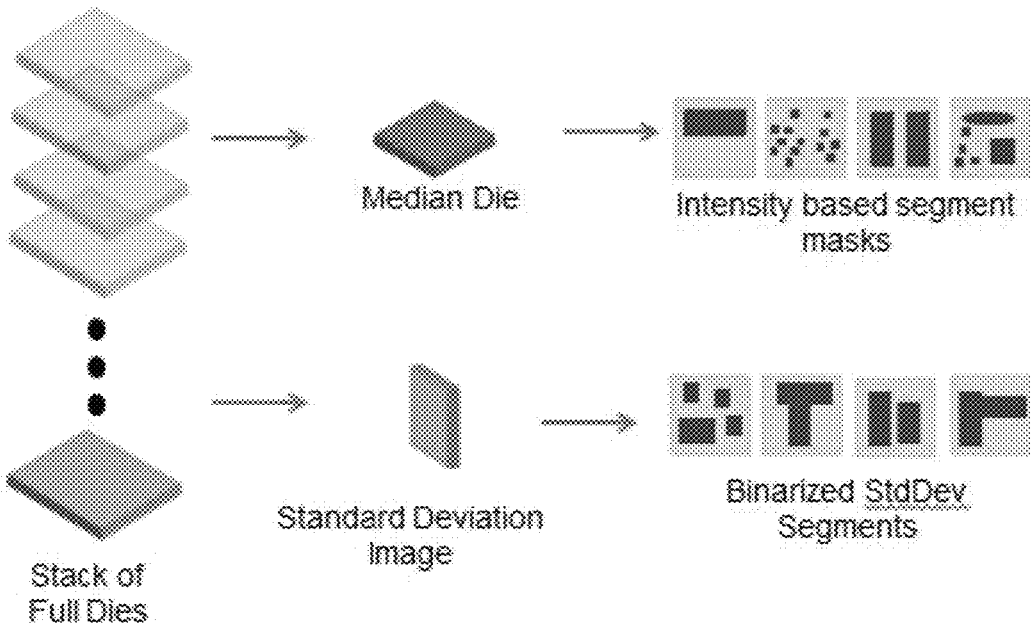 Median Die
Intensity based segment
masks
Standard Deviation
Image
Binarized StdDev
Segments
Stack of
Full Dies